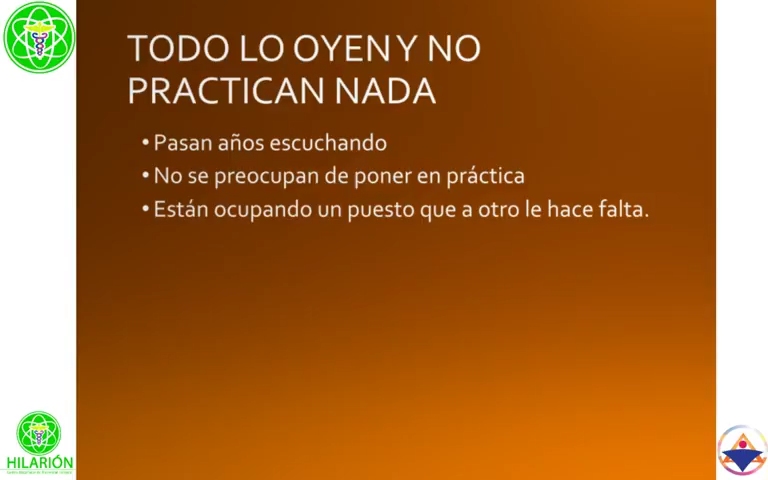 TODO LO OYEN Y NO
PRACTICAN NADA
• Pasan años escuchando
• No se preocupan de poner en práctica
• Están ocupando un puesto que a otro le hace falta.
HILARIÓN